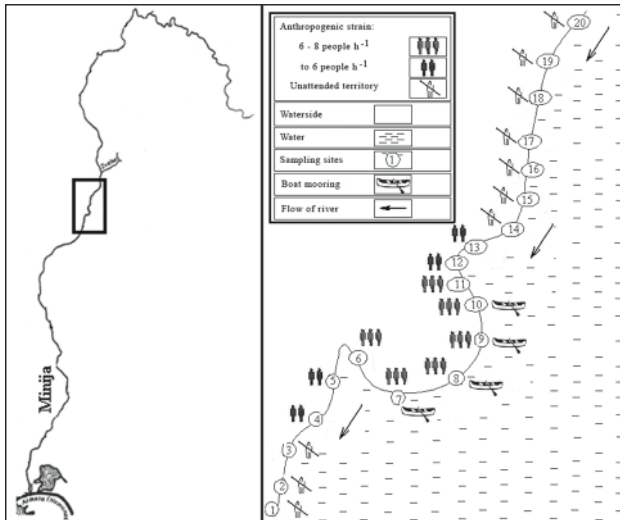 Anthropogenic strain:
6 - 8 people h⁻¹
to 6 people h⁻¹
Unattended territory
Waterside
Water
Sampling sites
1
Boat mooring
Flow of river
Minija
20
19
18
17
16
15
14
13
12
11
10
9
8
7
6
5
4
3
2
1